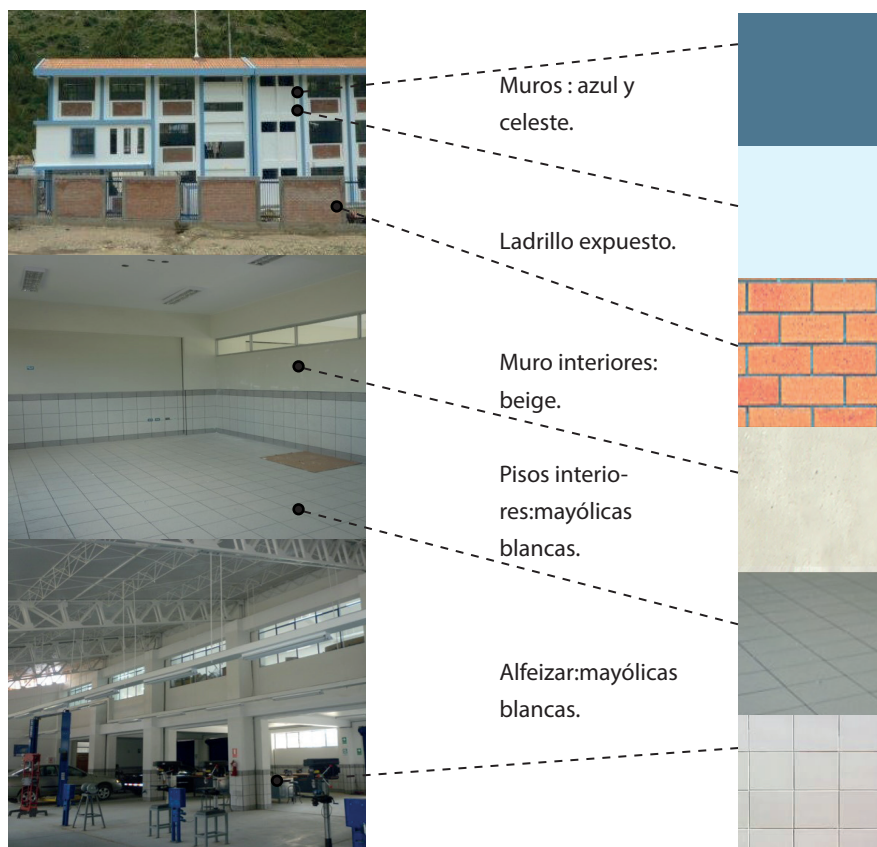 Muros : azul y
celeste.
Ladrillo expuesto.
Muro interiores:
beige.
Pisos interio-
res:mayólicas
blancas.
Alfeizar:mayólicas
blancas.